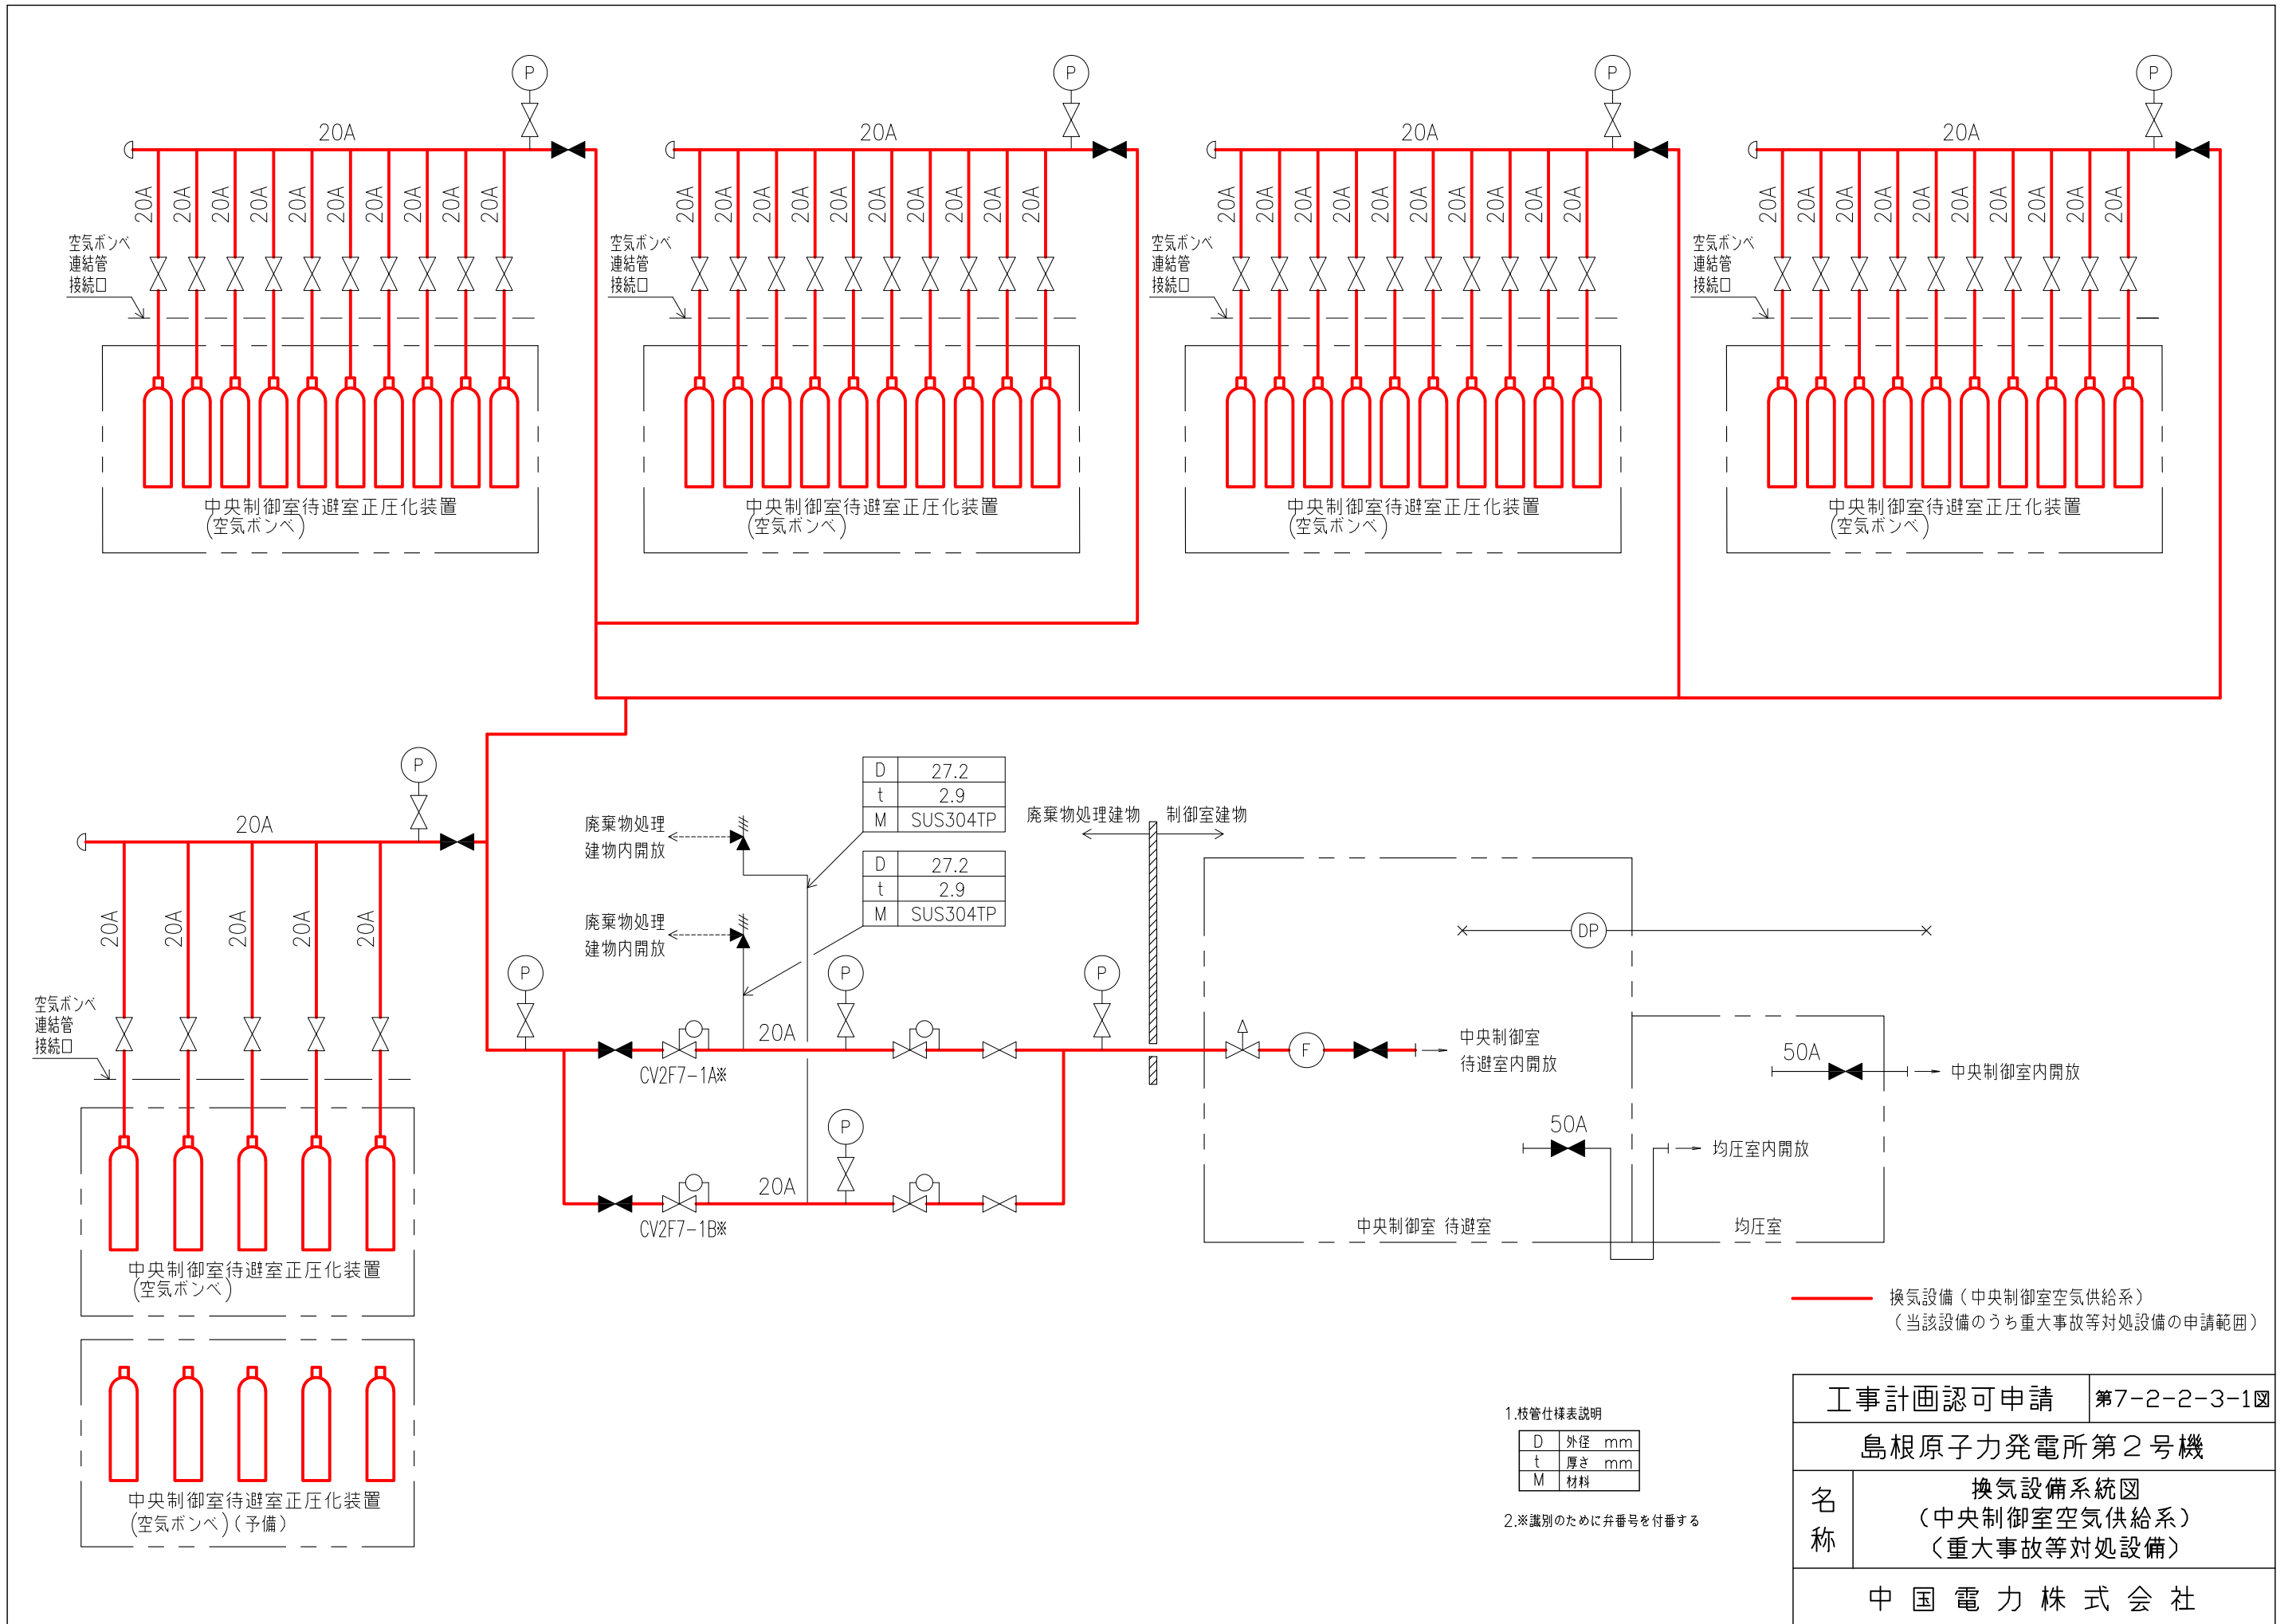 P
P
P
P
20A
20A
20A
20A
20A 20A 20A 20A 20A 20A 20A 20A 20A 20A
20A 20A 20A 20A 20A 20A 20A 20A 20A 20A
20A 20A 20A 20A 20A 20A 20A 20A 20A 20A
20A 20A 20A 20A 20A 20A 20A 20A 20A 20A
空気ボンベ
連結管
接続口
空気ボンベ
連結管
接続口
空気ボンベ
連結管
接続口
空気ボンベ
連結管
接続口
中央制御室待避室正圧化装置
(空気ボンベ)
中央制御室待避室正圧化装置
(空気ボンベ)
中央制御室待避室正圧化装置
(空気ボンベ)
中央制御室待避室正圧化装置
(空気ボンベ)
P
20A
20A 20A 20A 20A 20A
空気ボンベ
連結管
接続口
中央制御室待避室正圧化装置
(空気ボンベ)
中央制御室待避室正圧化装置
(空気ボンベ)(予備)
D 27.2
t 2.9
M SUS304TP
D 27.2
t 2.9
M SUS304TP
廃棄物処理
建物内開放
廃棄物処理
建物内開放
P
P
P
20A
CV2F7-1A※
P
20A
CV2F7-1B※
廃棄物処理建物
制御室建物
DP
F
中央制御室
待避室内開放
50A
中央制御室内開放
50A
均圧室内開放
中央制御室 待避室
均圧室
換気設備(中央制御室空気供給系)
(当該設備のうち重大事故等対処設備の申請範囲)
1.枝管仕様表説明
D 外径 mm
t 厚さ mm
M 材料
2.※識別のために弁番号を付番する
工事計画認可申請 第7-2-2-3-1図
島根原子力発電所第2号機
名称
換気設備系統図
(中央制御室空気供給系)
(重大事故等対処設備)
中国電力株式会社